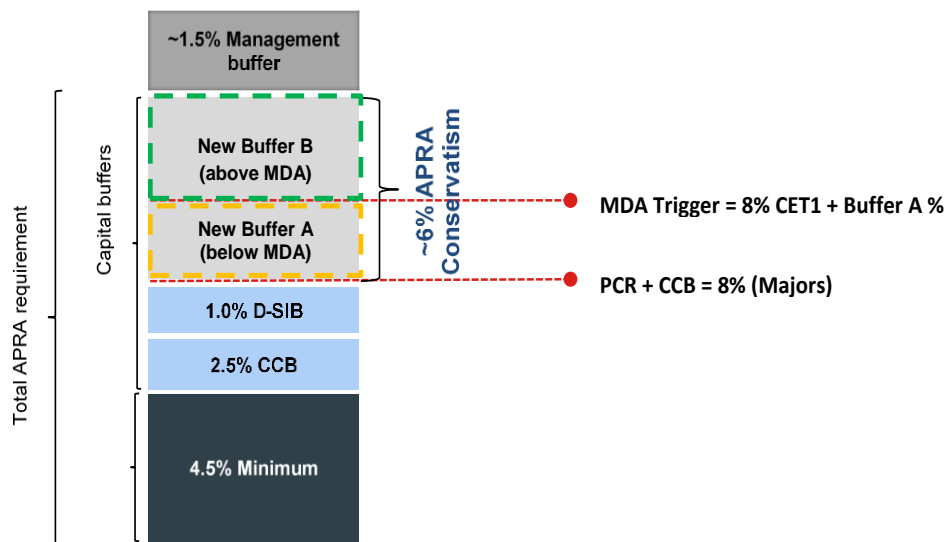 ~1.5% Management
buffer
New Buffer B
(above MDA)
MDA Trigger = 8% CET1 + Buffer A %
New Buffer A
(below MDA)
~6% APRA
Conservatism
PCR + CCB = 8% (Majors)
1.0% D-SIB
2.5% CCB
4.5% Minimum
Capital buffers
Total APRA requirement